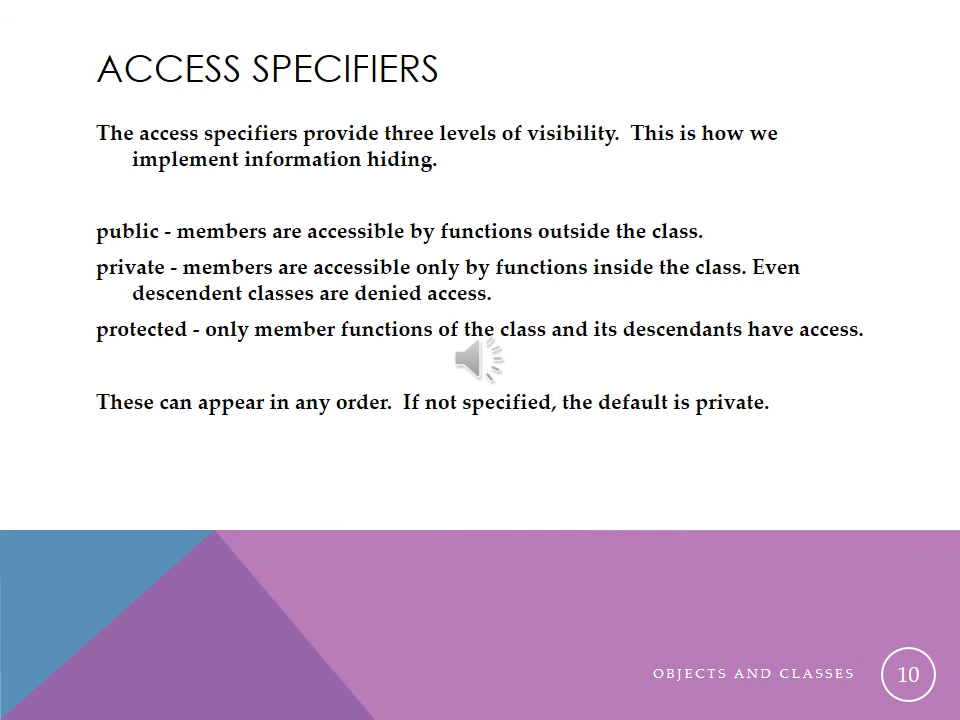 ACCESS SPECIFIERS
The access specifiers provide three levels of visibility.  This is how we
implement information hiding.
public - members are accessible by functions outside the class.
private - members are accessible only by functions inside the class. Even
descendent classes are denied access.
protected - only member functions of the class and its descendants have access.
These can appear in any order.  If not specified, the default is private.
OBJECTS AND CLASSES
10